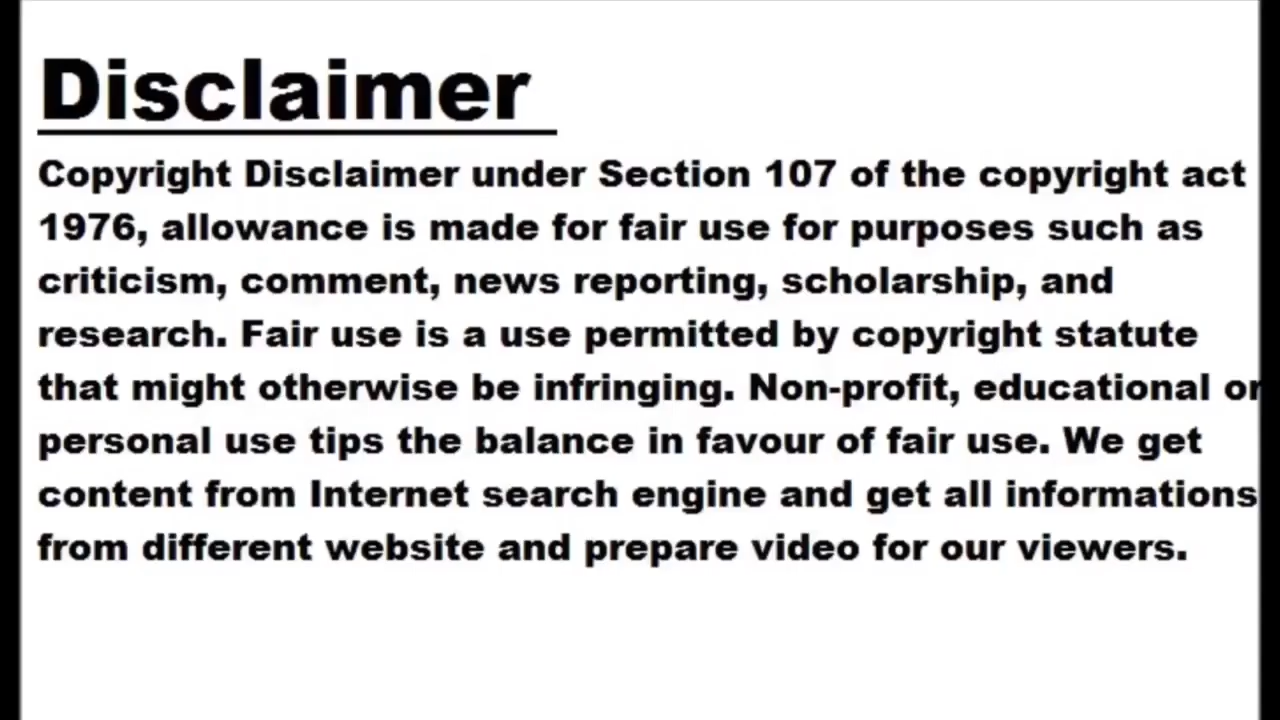 Disclaimer
Copyright Disclaimer under Section 107 of the copyright act
1976, allowance is made for fair use for purposes such as
criticism, comment, news reporting, scholarship, and
research. Fair use is a use permitted by copyright statute
that might otherwise be infringing. Non-profit, educational or
personal use tips the balance in favour of fair use. We get
content from Internet search engine and get all informations
from different website and prepare video for our viewers.